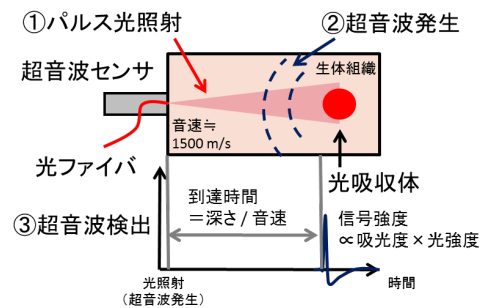 ①パルス光照射
②超音波発生
超音波センサ
生体組織
音速≒
1500 m/s
光ファイバ
光吸収体
③超音波検出
到達時間
＝深さ / 音速
信号強度
∝吸光度×光強度
光照射
（超音波発生）
時間